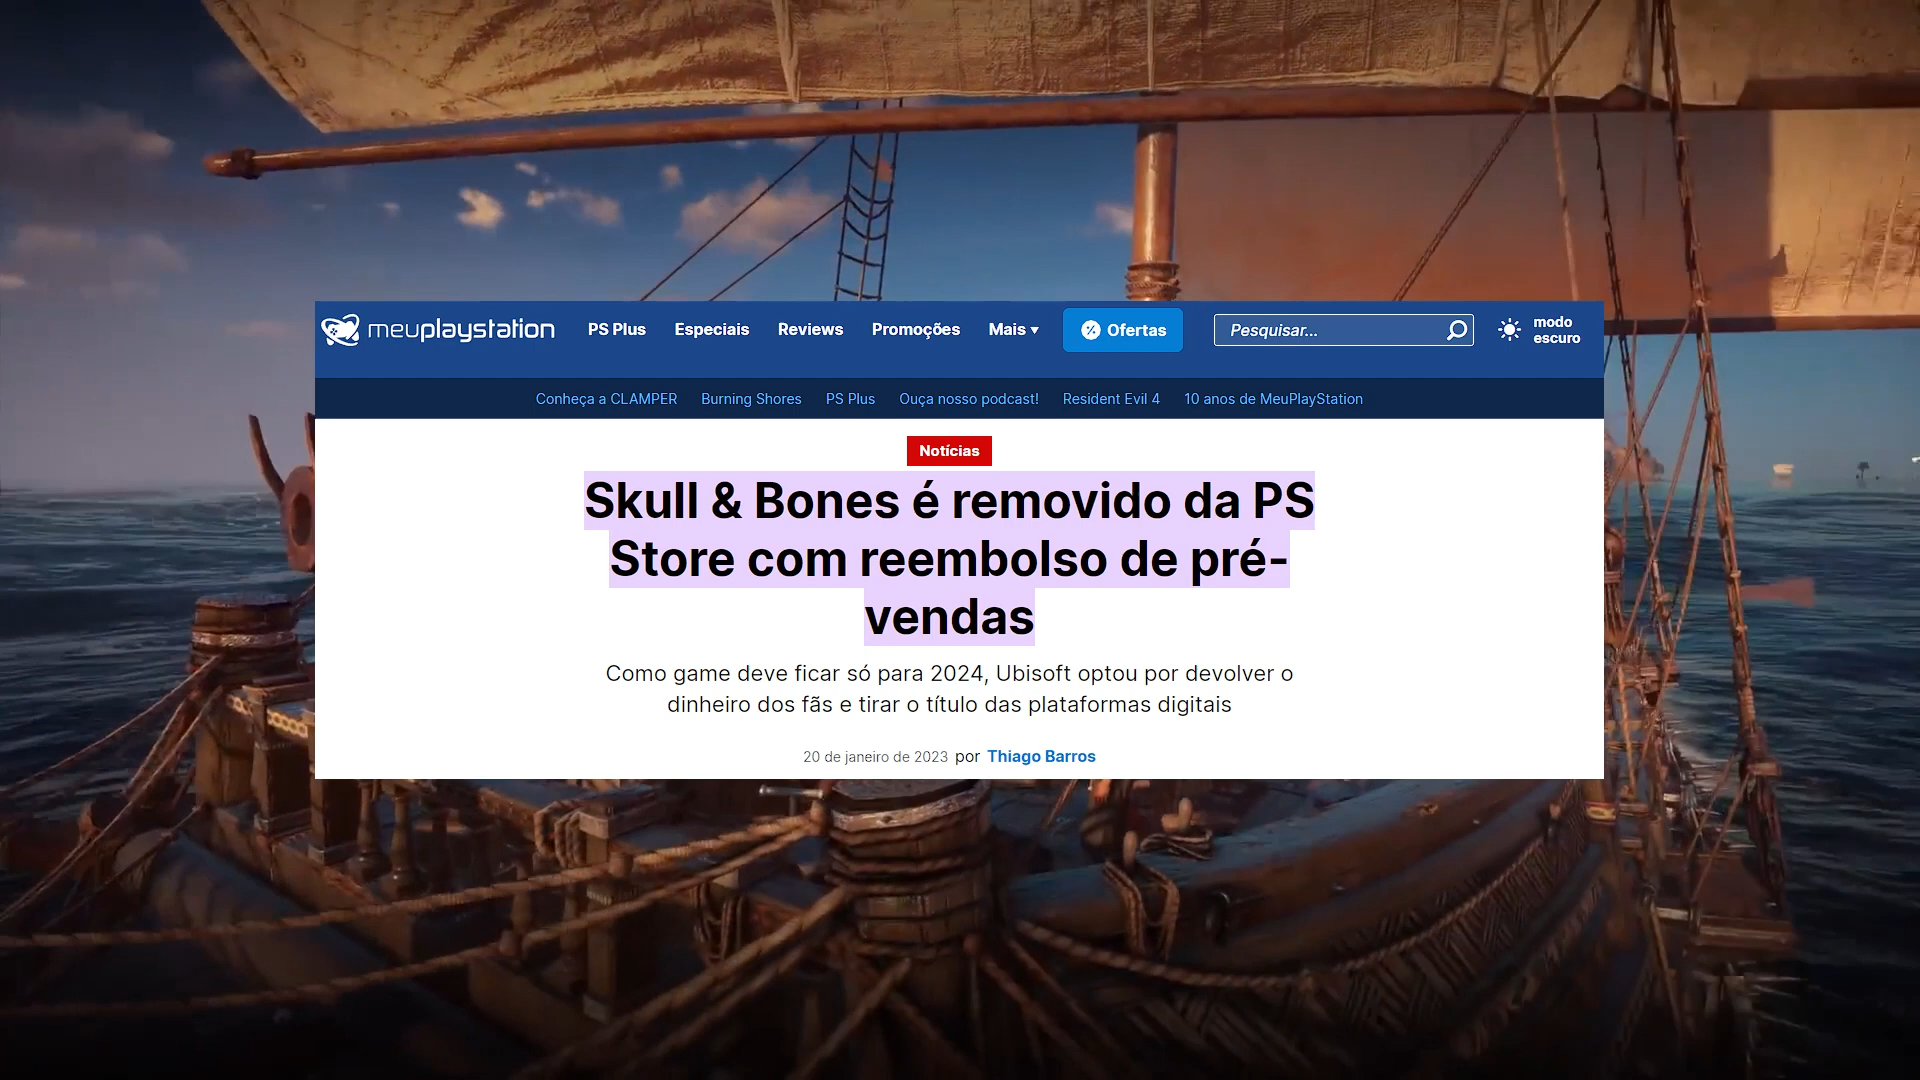 meuplaystation PS Plus Especiais Reviews Promoções Mais Ofertas Pesquisar... modo escuro
Conheça a CLAMPER Burning Shores PS Plus Ouça nosso podcast! Resident Evil 4 10 anos de MeuPlayStation
Notícias
Skull & Bones é removido da PS
Store com reembolso de pré-
vendas
Como game deve ficar só para 2024, Ubisoft optou por devolver o
dinheiro dos fãs e tirar o título das plataformas digitais
20 de janeiro de 2023 por Thiago Barros